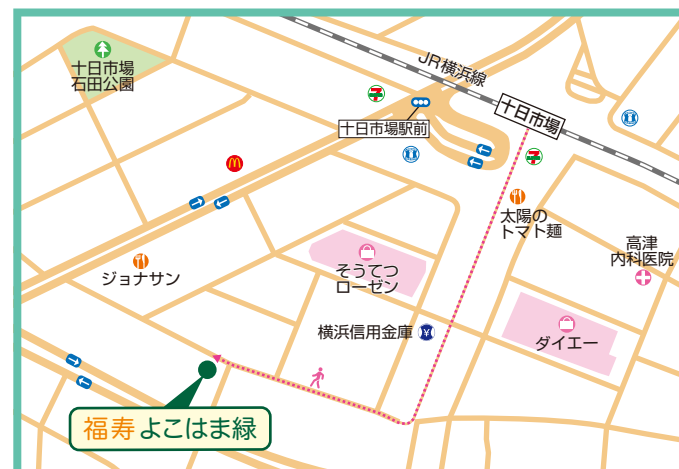 十日市場
石田公園
JR横浜線
7
十日市場駅前
十日市場
7
M
太陽の
トマト麺
高津
内科医院
ジョナサン
そうてつ
ローゼン
横浜信用金庫
¥
ダイエー
福寿 よこはま緑